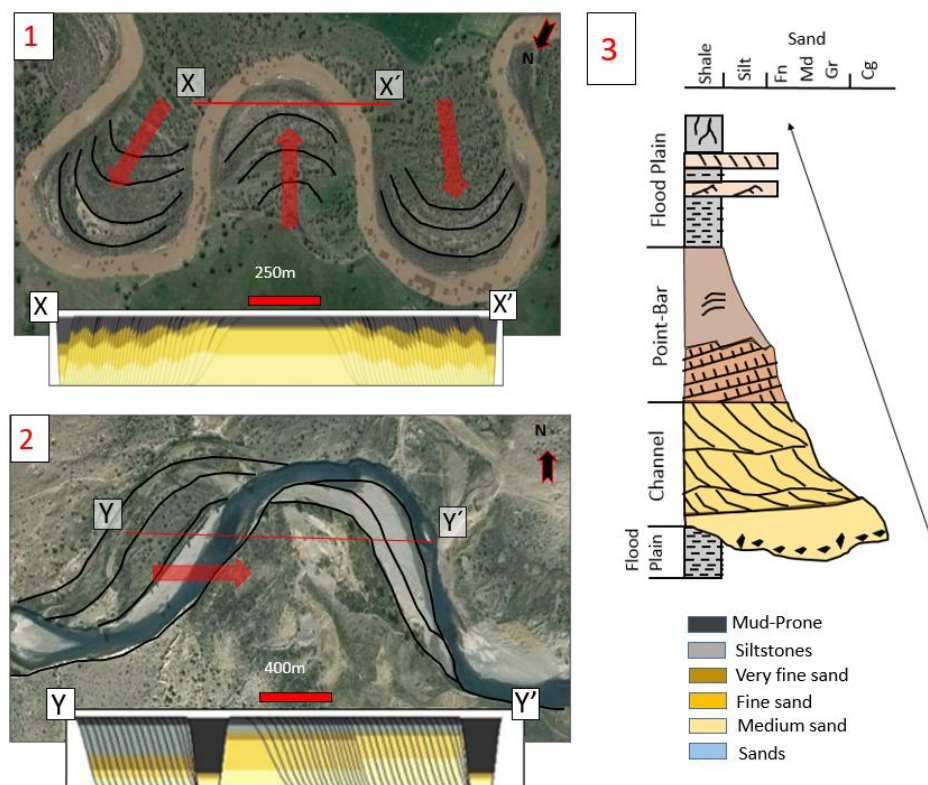 1
N
X
X´
250m
X
X'
2
N
Y
Y´
400m
Y
Y'
3
Sand
Shale
Silt
Fn
Md
Gr
Cg
Flood Plain
Point-Bar
Channel
Flood
Plain
Mud-Prone
Siltstones
Very fine sand
Fine sand
Medium sand
Sands